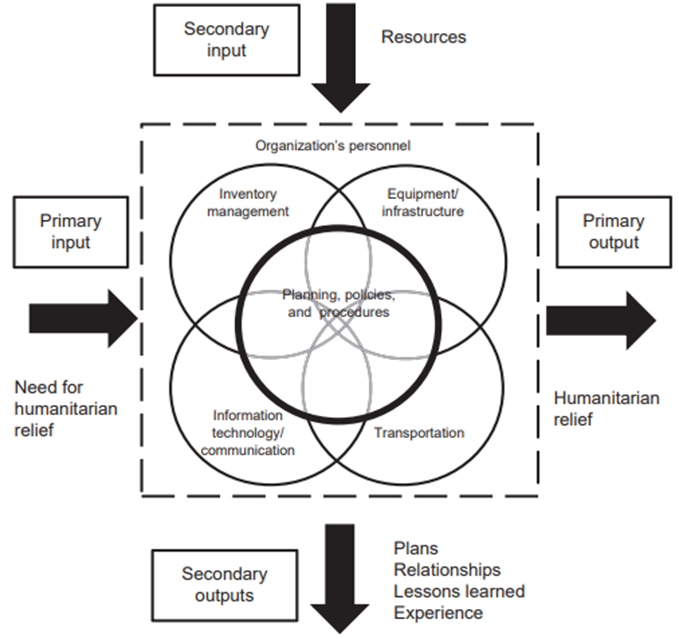 Secondary
input
Resources
Organization's personnel
Inventory
management
Equipment/
infrastructure
Primary
input
Primary
output
Planning, policies,
and procedures
Need for
humanitarian
relief
Humanitarian
relief
Information
technology/
communication
Transportation
Secondary
outputs
Plans
Relationships
Lessons learned
Experience